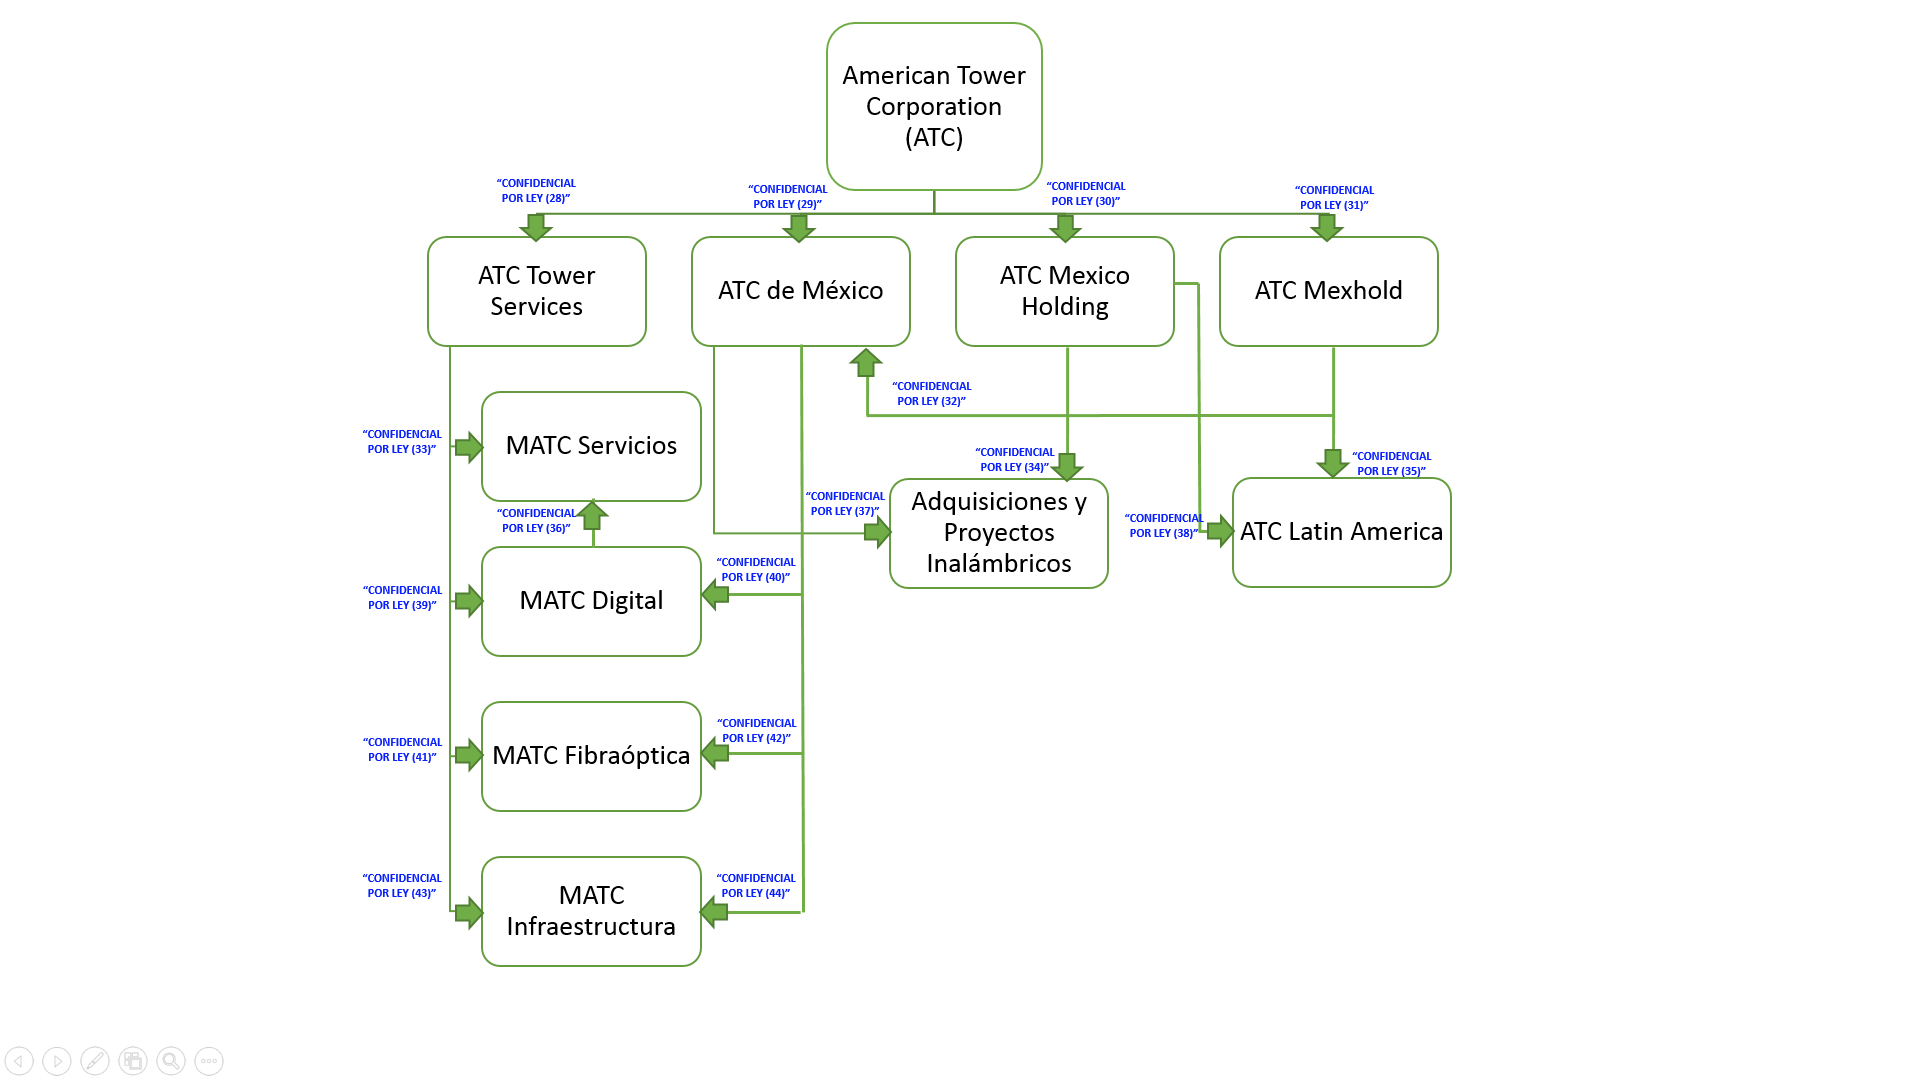 American Tower
Corporation
(ATC)
“CONFIDENCIAL
POR LEY (28)”
“CONFIDENCIAL
POR LEY (29)”
“CONFIDENCIAL
POR LEY (30)”
“CONFIDENCIAL
POR LEY (31)”
ATC Tower
Services
ATC de México
ATC Mexico
Holding
ATC Mexhold
“CONFIDENCIAL
POR LEY (32)”
“CONFIDENCIAL
POR LEY (33)”
MATC Servicios
“CONFIDENCIAL
POR LEY (34)”
“CONFIDENCIAL
POR LEY (35)”
“CONFIDENCIAL
POR LEY (36)”
“CONFIDENCIAL
POR LEY (37)”
Adquisiciones y
Proyectos
Inalámbricos
“CONFIDENCIAL
POR LEY (38)”
ATC Latin America
“CONFIDENCIAL
POR LEY (39)”
MATC Digital
“CONFIDENCIAL
POR LEY (40)”
“CONFIDENCIAL
POR LEY (41)”
MATC Fibraóptica
“CONFIDENCIAL
POR LEY (42)”
“CONFIDENCIAL
POR LEY (43)”
MATC
Infraestructura
“CONFIDENCIAL
POR LEY (44)”